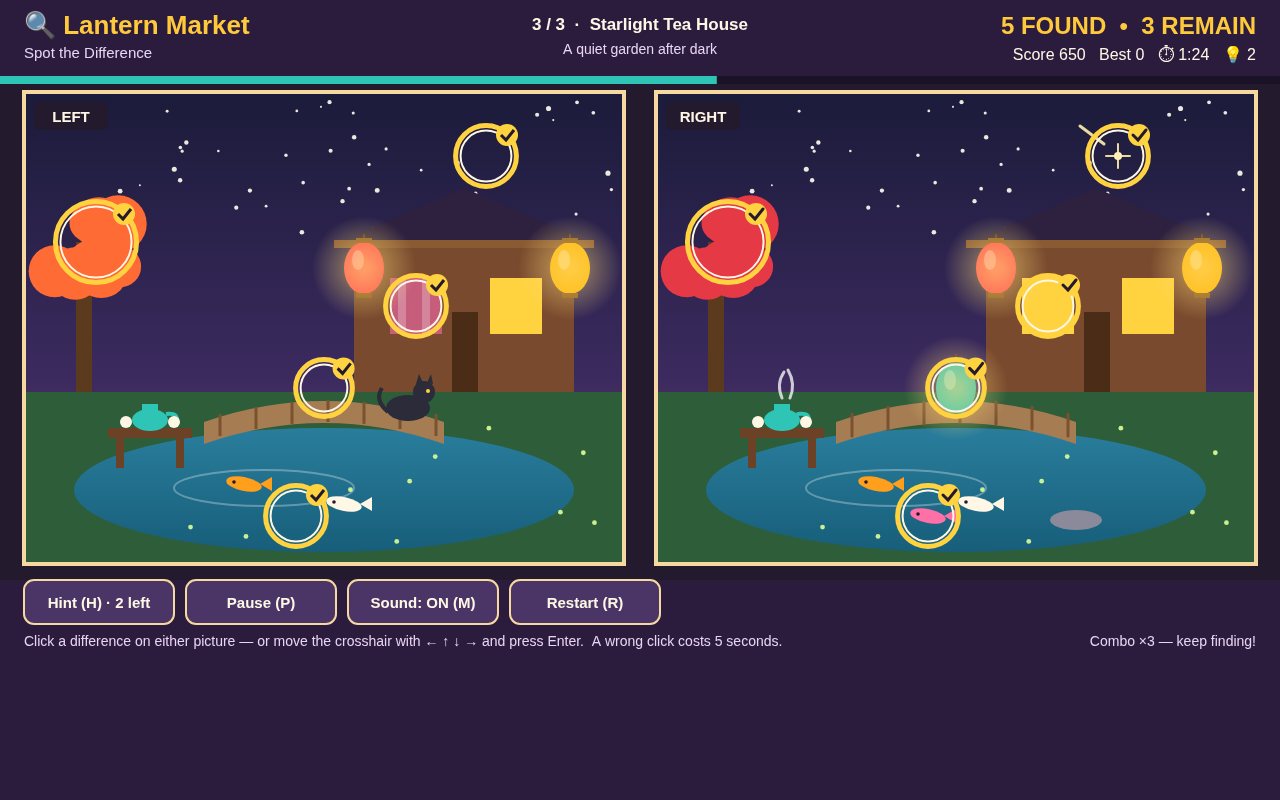 🔍 Lantern Market
Spot the Difference
3 / 3 · Starlight Tea House
A quiet garden after dark
5 FOUND • 3 REMAIN
Score 650 Best 0 ⏱ 1:24 💡 2
LEFT
RIGHT
Hint (H) · 2 left
Pause (P)
Sound: ON (M)
Restart (R)
Click a difference on either picture — or move the crosshair with ← ↑ ↓ → and press Enter. A wrong click costs 5 seconds.
Combo ×3 — keep finding!